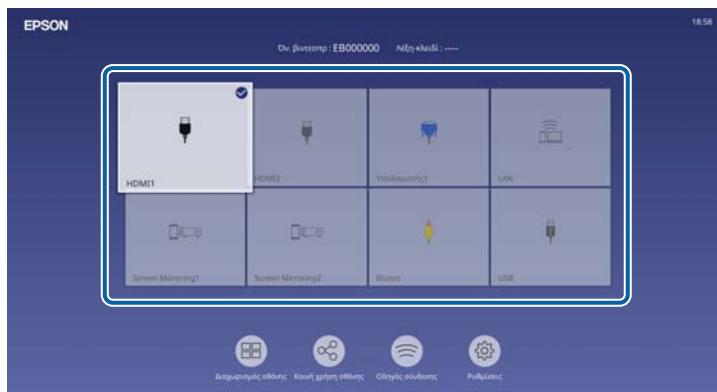 EPSON
18:58
Όν. βιντεοπρ : EB000000 Λέξη-κλειδί : ----
HDMI1 HDMI2 Υπολογιστής1 LAN
Screen Mirroring1 Screen Mirroring2 Βίντεο USB
Διαχωρισμός οθόνης Κοινή χρήση οθόνης Οδηγός σύνδεσης Ρυθμίσεις